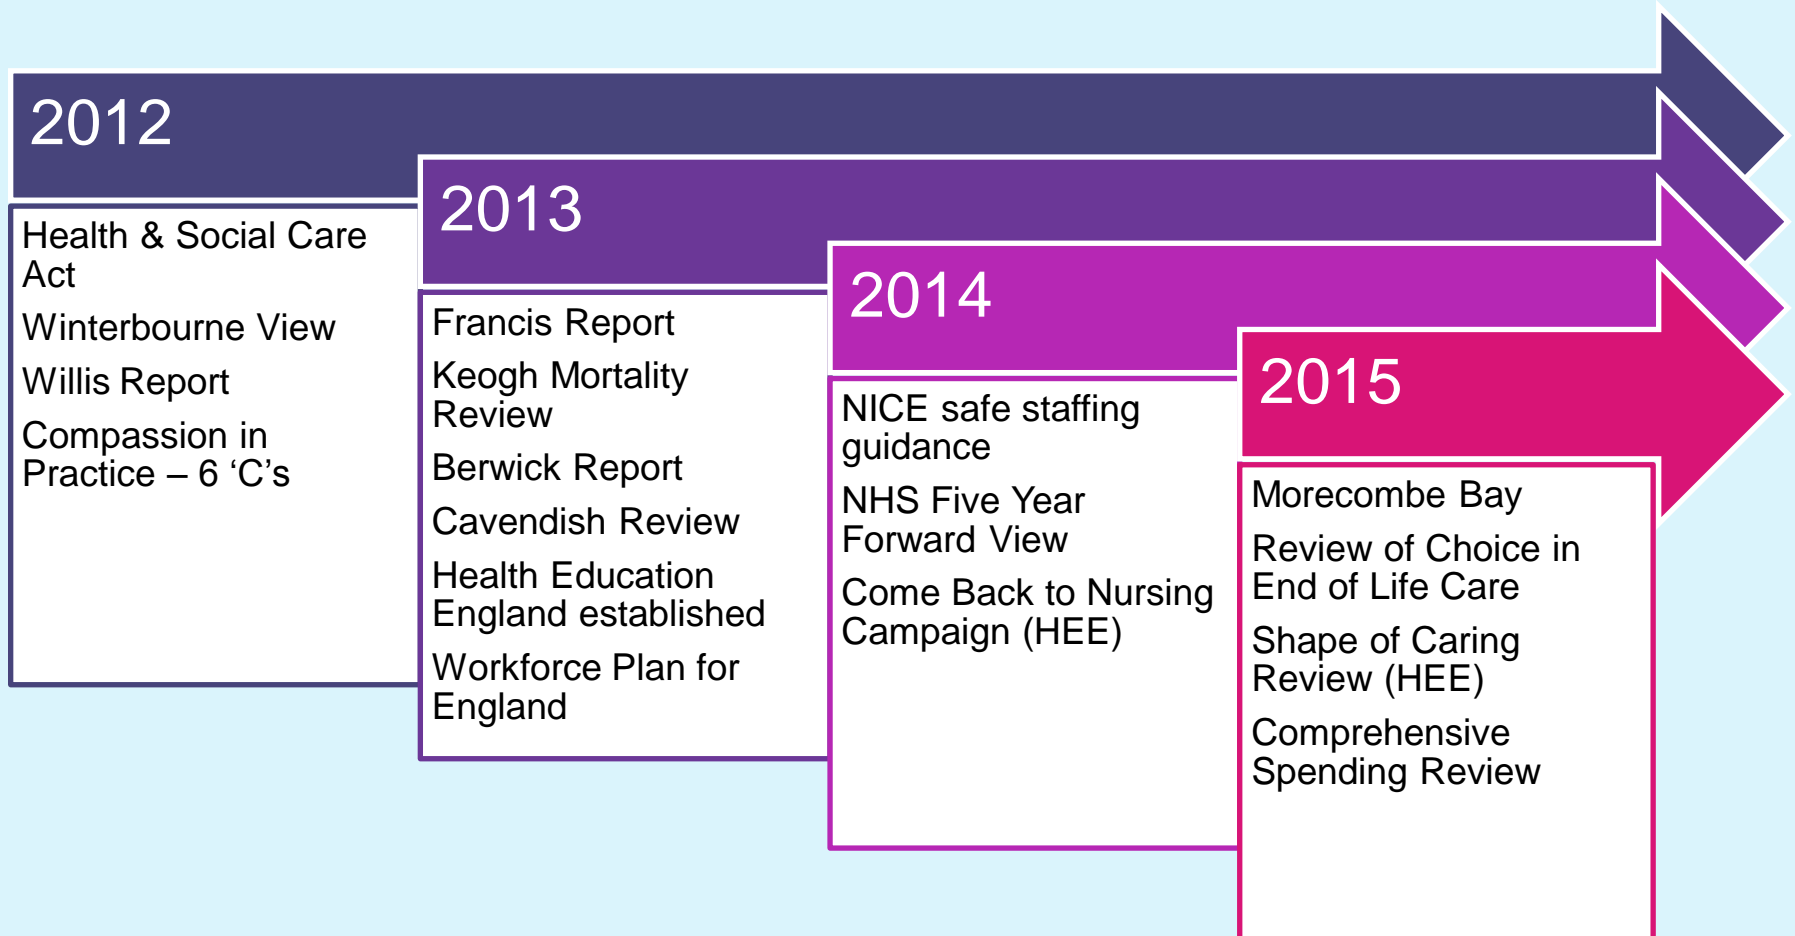 2012
Health & Social Care
Act
Winterbourne View
Willis Report
Compassion in
Practice – 6 ‘C’s
2013
Francis Report
Keogh Mortality
Review
Berwick Report
Cavendish Review
Health Education
England established
Workforce Plan for
England
2014
NICE safe staffing
guidance
NHS Five Year
Forward View
Come Back to Nursing
Campaign (HEE)
2015
Morecombe Bay
Review of Choice in
End of Life Care
Shape of Caring
Review (HEE)
Comprehensive
Spending Review